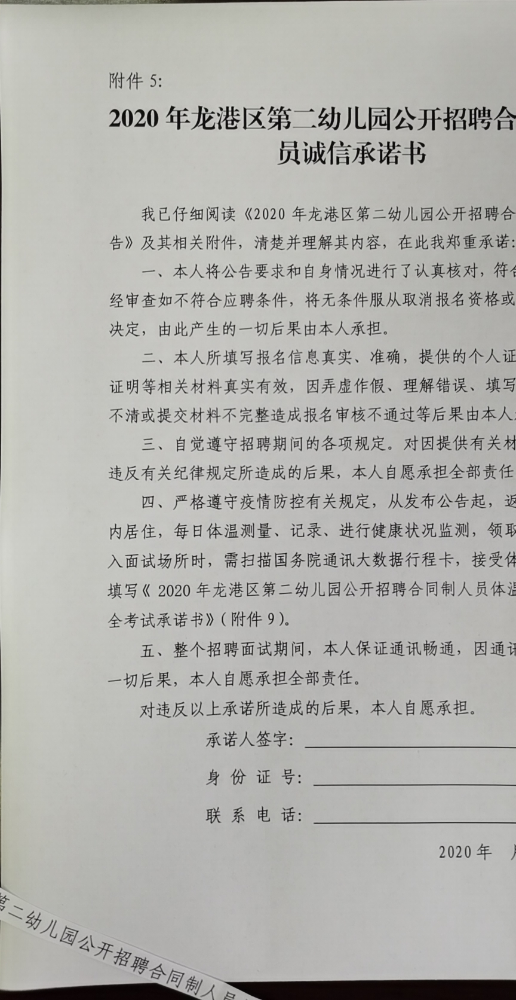 附件 5:
2020 年龙港区第二幼儿园公开招聘合
员诚信承诺书
我已仔细阅读《2020 年龙港区第二幼儿园公开招聘合
告》及其相关附件，清楚并理解其内容，在此我郑重承诺：
一、本人将公告要求和自身情况进行了认真核对，符合
经审查如不符合应聘条件，将无条件服从取消报名资格或
决定，由此产生的一切后果由本人承担。
二、本人所填写报名信息真实、准确，提供的个人证
证明等相关材料真实有效，因弄虚作假、理解错误、填写
不清或提交材料不完整造成报名审核不通过等后果由本人
三、自觉遵守招聘期间的各项规定。对因提供有关材
违反有关纪律规定所造成的后果，本人自愿承担全部责任
四、严格遵守疫情防控有关规定，从发布公告起，返
内居住，每日体温测量、记录、进行健康状况监测，领取
入面试场所时，需扫描国务院通讯大数据行程卡，接受体
填写《 2020 年龙港区第二幼儿园公开招聘合同制人员体温
全考试承诺书》（附件 9）。
五、整个招聘面试期间，本人保证通讯畅通，因通讯
一切后果，本人自愿承担全部责任。
对违反以上承诺所造成的后果，本人自愿承担。
承诺人签字：
身 份 证 号：
联 系 电 话：
2020 年 月
第二幼儿园公开招聘合同制人员